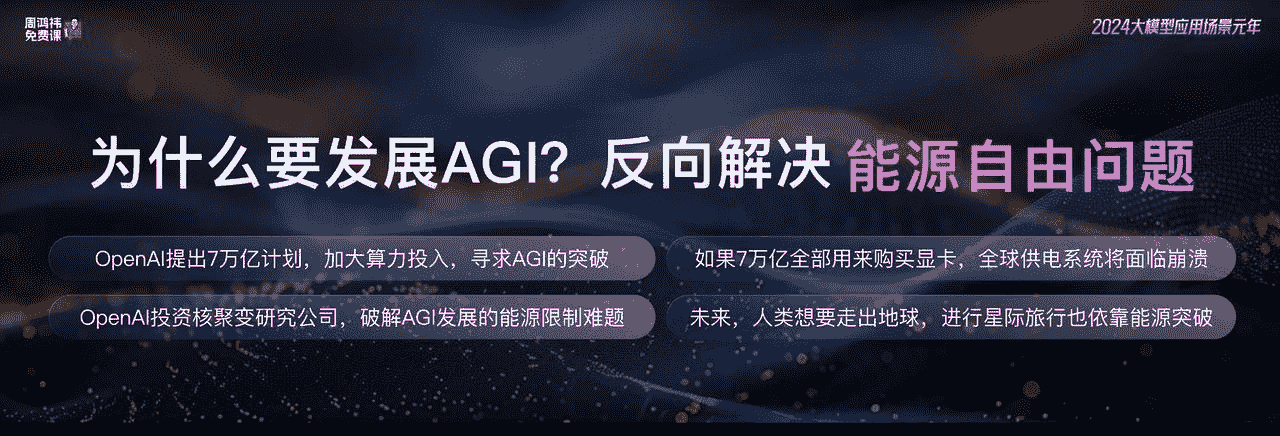 周鸿祎
免费课
2024大模型应用场景元年
为什么要发展AGI？反向解决 能源自由问题
OpenAI提出7万亿计划，加大算力投入，寻求AGI的突破
如果7万亿全部用来购买显卡，全球供电系统将面临崩溃
OpenAI投资核聚变研究公司，破解AGI发展的能源限制难题
未来，人类想要走出地球，进行星际旅行也依靠能源突破